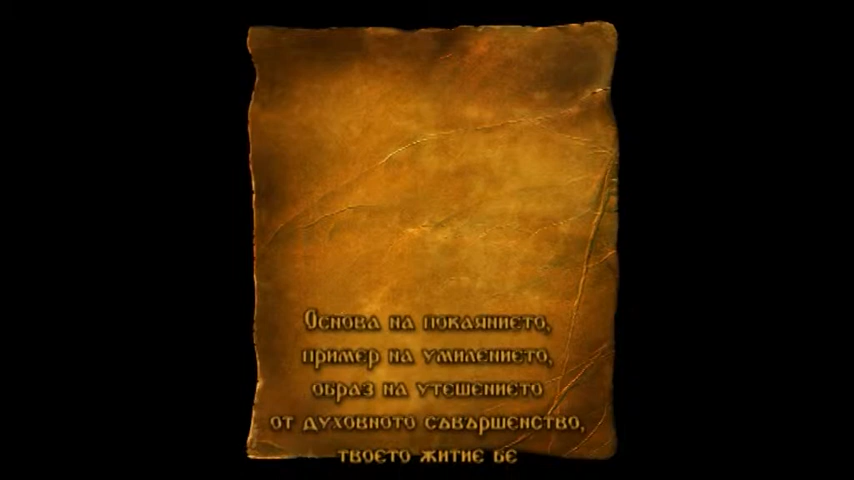 Основа на покаянието,
пример на умилението,
образ на утешението
от духовното съвършенство,
твоето житие бе